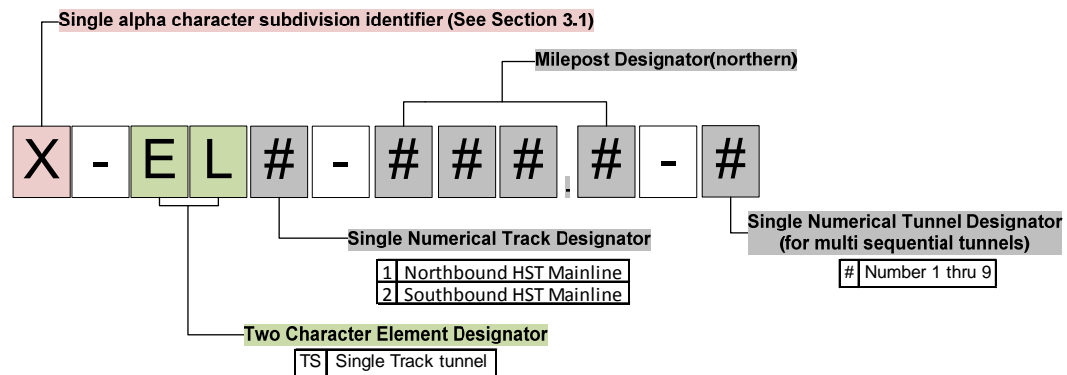 Single alpha character subdivision identifier (See Section 3.1)
Milepost Designator(northern)
X - E L # - # # # . # - #
Single Numerical Track Designator
1 Northbound HST Mainline
2 Southbound HST Mainline
Single Numerical Tunnel Designator
(for multi sequential tunnels)
# Number 1 thru 9
Two Character Element Designator
TS Single Track tunnel